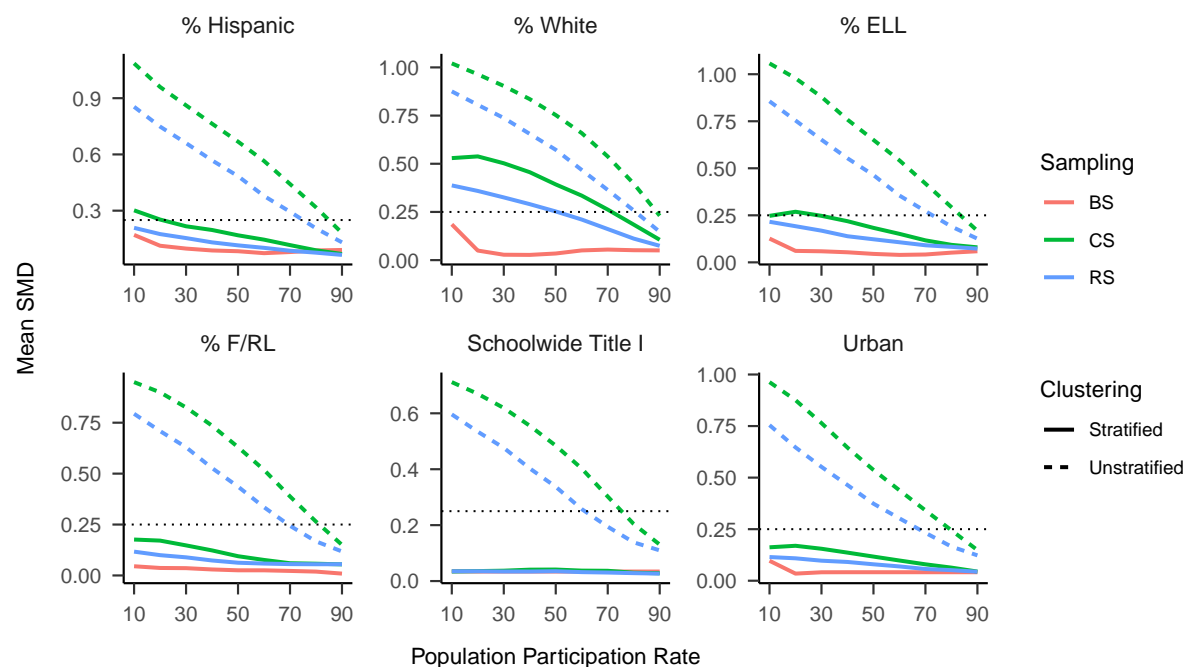 % Hispanic
% White
% ELL
0.9
0.6
0.3
1.00
0.75
0.50
0.25
0.00
1.00
0.75
0.50
0.25
0.00
10 30 50 70 90
10 30 50 70 90
10 30 50 70 90
Mean SMD
% F/RL
Schoolwide Title I
Urban
0.75
0.50
0.25
0.00
0.6
0.4
0.2
0.0
1.00
0.75
0.50
0.25
0.00
10 30 50 70 90
10 30 50 70 90
10 30 50 70 90
Population Participation Rate
Sampling
BS
CS
RS
Clustering
Stratified
Unstratified